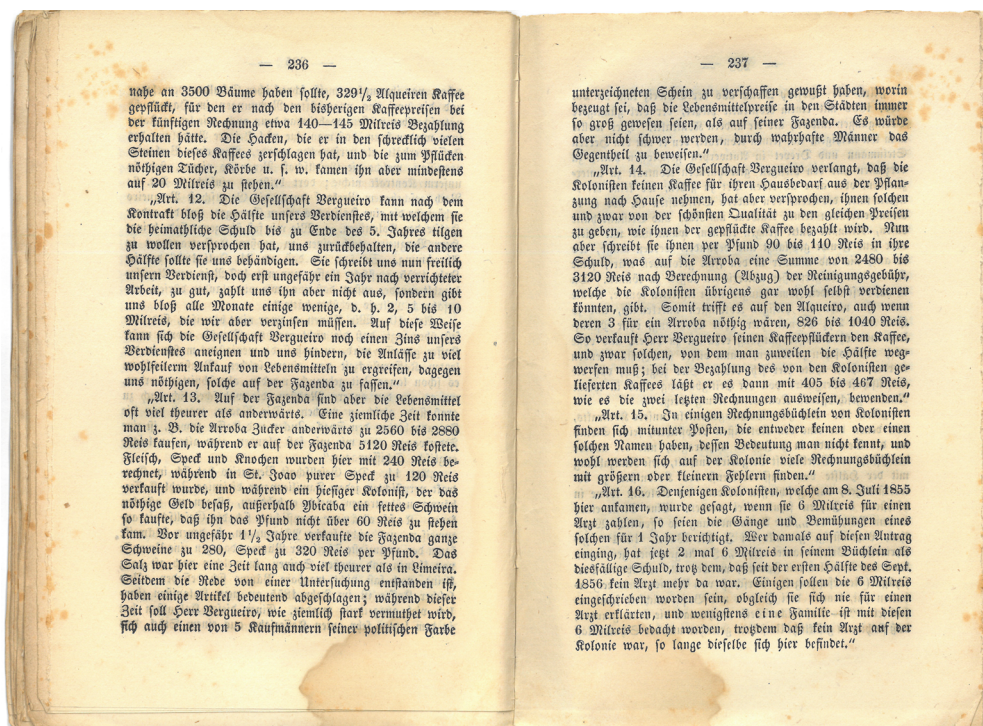 — 236 —
nahe an 3500 Bäume haben sollte, 329½ Alqueiren Kaffee
gepflückt, für den er nach den bisherigen Kaffeepreisen bei
der künftigen Rechnung etwa 140—145 Milreis Bezahlung
erhalten hätte. Die Hacken, die er in den schrecklich vielen
Steinen dieses Kaffees zerschlagen hat, und die zum Pflücken
nöthigen Tücher, Körbe u. s. w. kamen ihn aber mindestens
auf 20 Milreis zu stehen.“
„Art. 12. Die Gesellschaft Vergueiro kann nach dem
Kontrakt bloß die Hälfte unsers Verdienstes, mit welchem sie
die heimathliche Schuld bis zu Ende des 5. Jahres tilgen
zu wollen versprochen hat, uns zurückbehalten, die andere
Hälfte sollte sie uns behändigen. Sie schreibt uns nun freilich
unsern Verdienst, doch erst ungefähr ein Jahr nach verrichteter
Arbeit, zu gut, zahlt uns ihn aber nicht aus, sondern gibt
uns bloß alle Monate einige wenige, d. h. 2, 5 bis 10
Milreis, die wir aber verzinsen müssen. Auf diese Weise
kann sich die Gesellschaft Vergueiro noch einen Zins unsers
Verdienstes aneignen und uns hindern, die Anlässe zu viel
wohlfeilerm Ankauf von Lebensmitteln zu ergreifen, dagegen
uns nöthigen, solche auf der Fazenda zu fassen.“
„Art. 13. Auf der Fazenda sind aber die Lebensmittel
oft viel theurer als anderwärts. Eine ziemliche Zeit konnte
man z. B. die Arroba Zucker anderwärts zu 2560 bis 2880
Reis kaufen, während er auf der Fazenda 5120 Reis kostete.
Fleisch, Speck und Knochen wurden hier mit 240 Reis be-
rechnet, während in St. Joao purer Speck zu 120 Reis
verkauft wurde, und während ein hiesiger Kolonist, der das
nöthige Geld besaß, außerhalb Ybicaba ein fettes Schwein
so kaufte, daß ihn das Pfund nicht über 60 Reis zu stehen
kam. Vor ungefähr 1½ Jahre verkaufte die Fazenda ganze
Schweine zu 280, Speck zu 320 Reis per Pfund. Das
Salz war hier eine Zeit lang auch viel theurer als in Limeira.
Seitdem die Rede von einer Untersuchung entstanden ist,
haben einige Artikel bedeutend abgeschlagen; während dieser
Zeit soll Herr Vergueiro, wie ziemlich stark vermuthet wird,
sich auch einen von 5 Kaufmännern seiner politischen Farbe
— 237 —
unterzeichneten Schein zu verschaffen gewußt haben, worin
bezeugt sei, daß die Lebensmittelpreise in den Städten immer
so groß gewesen seien, als auf seiner Fazenda. Es würde
aber nicht schwer werden, durch wahrhafte Männer das
Gegentheil zu beweisen.“
„Art. 14. Die Gesellschaft Vergueiro verlangt, daß die
Kolonisten keinen Kaffee für ihren Hausbedarf aus der Pflan-
zung nach Hause nehmen, hat aber versprochen, ihnen solchen
und zwar von der schönsten Qualität zu den gleichen Preisen
zu geben, wie ihnen der gepflückte Kaffee bezahlt wird. Nun
aber schreibt sie ihnen per Pfund 90 bis 110 Reis in ihre
Schuld, was auf die Arroba eine Summe von 2480 bis
3120 Reis nach Berechnung (Abzug) der Reinigungsgebühr,
welche die Kolonisten übrigens gar wohl selbst verdienen
könnten, gibt. Somit trifft es auf den Alqueiro, auch wenn
deren 3 für ein Arroba nöthig wären, 826 bis 1040 Reis.
So verkauft Herr Vergueiro seinen Kaffeepflückern den Kaffee,
und zwar solchen, von dem man zuweilen die Hälfte weg-
werfen muß; bei der Bezahlung des von den Kolonisten ge-
lieferten Kaffees läßt er es dann mit 405 bis 467 Reis,
wie es die zwei letzten Rechnungen ausweisen, bewenden.“
„Art. 15. In einigen Rechnungsbüchlein von Kolonisten
finden sich mitunter Posten, die entweder keinen oder einen
solchen Namen haben, dessen Bedeutung man nicht kennt, und
wohl werden sich auf der Kolonie viele Rechnungsbüchlein
mit größern oder kleinern Fehlern finden.“
„Art. 16. Denjenigen Kolonisten, welche am 8. Juli 1855
hier ankamen, wurde gesagt, wenn sie 6 Milreis für einen
Arzt zahlen, so seien die Gänge und Bemühungen eines
solchen für 1 Jahr berichtigt. Wer damals auf diesen Antrag
einging, hat jetzt 2 mal 6 Milreis in seinem Büchlein als
diesfällige Schuld, trotz dem, daß seit der ersten Hälfte des Sept.
1856 kein Arzt mehr da war. Einigen sollen die 6 Milreis
eingeschrieben worden sein, obgleich sie sich nie für einen
Arzt erklärten, und wenigstens eine Familie ist mit diesen
6 Milreis bedacht worden, trotzdem daß kein Arzt auf der
Kolonie war, so lange dieselbe sich hier befindet.“